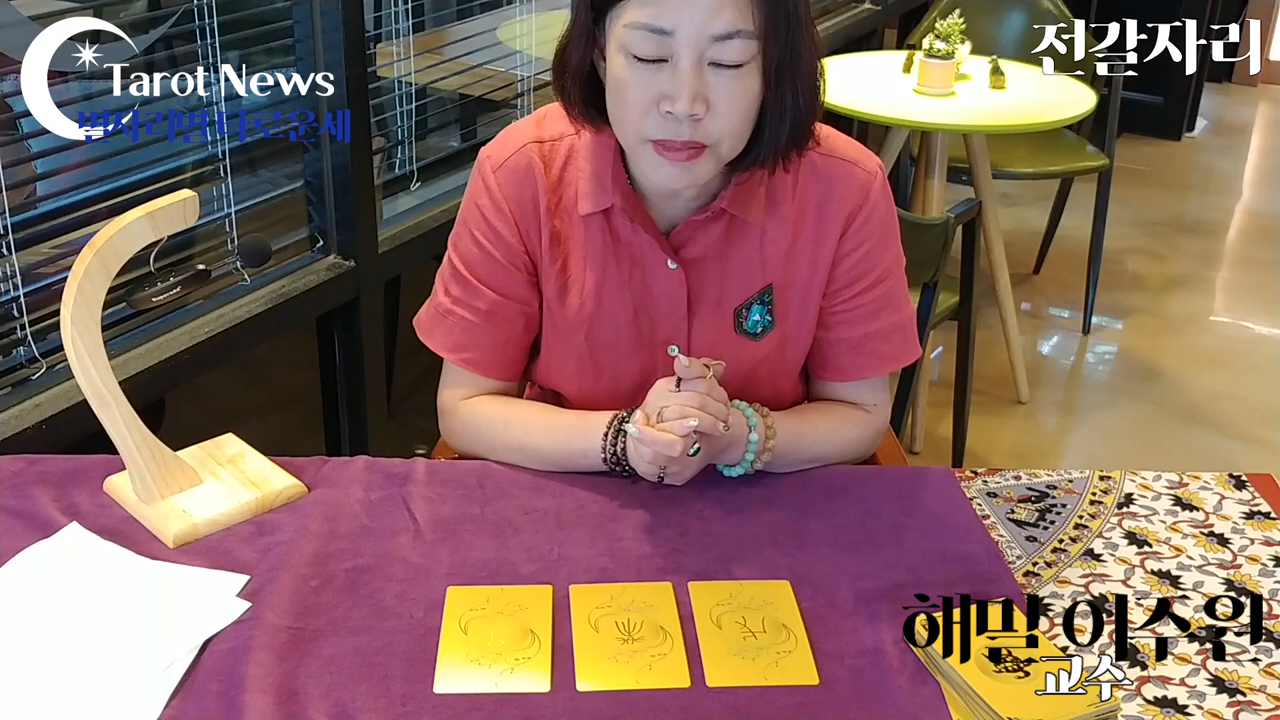 Tarot News
별자리별 타로운세
전갈자리
해밀 이수원
교수